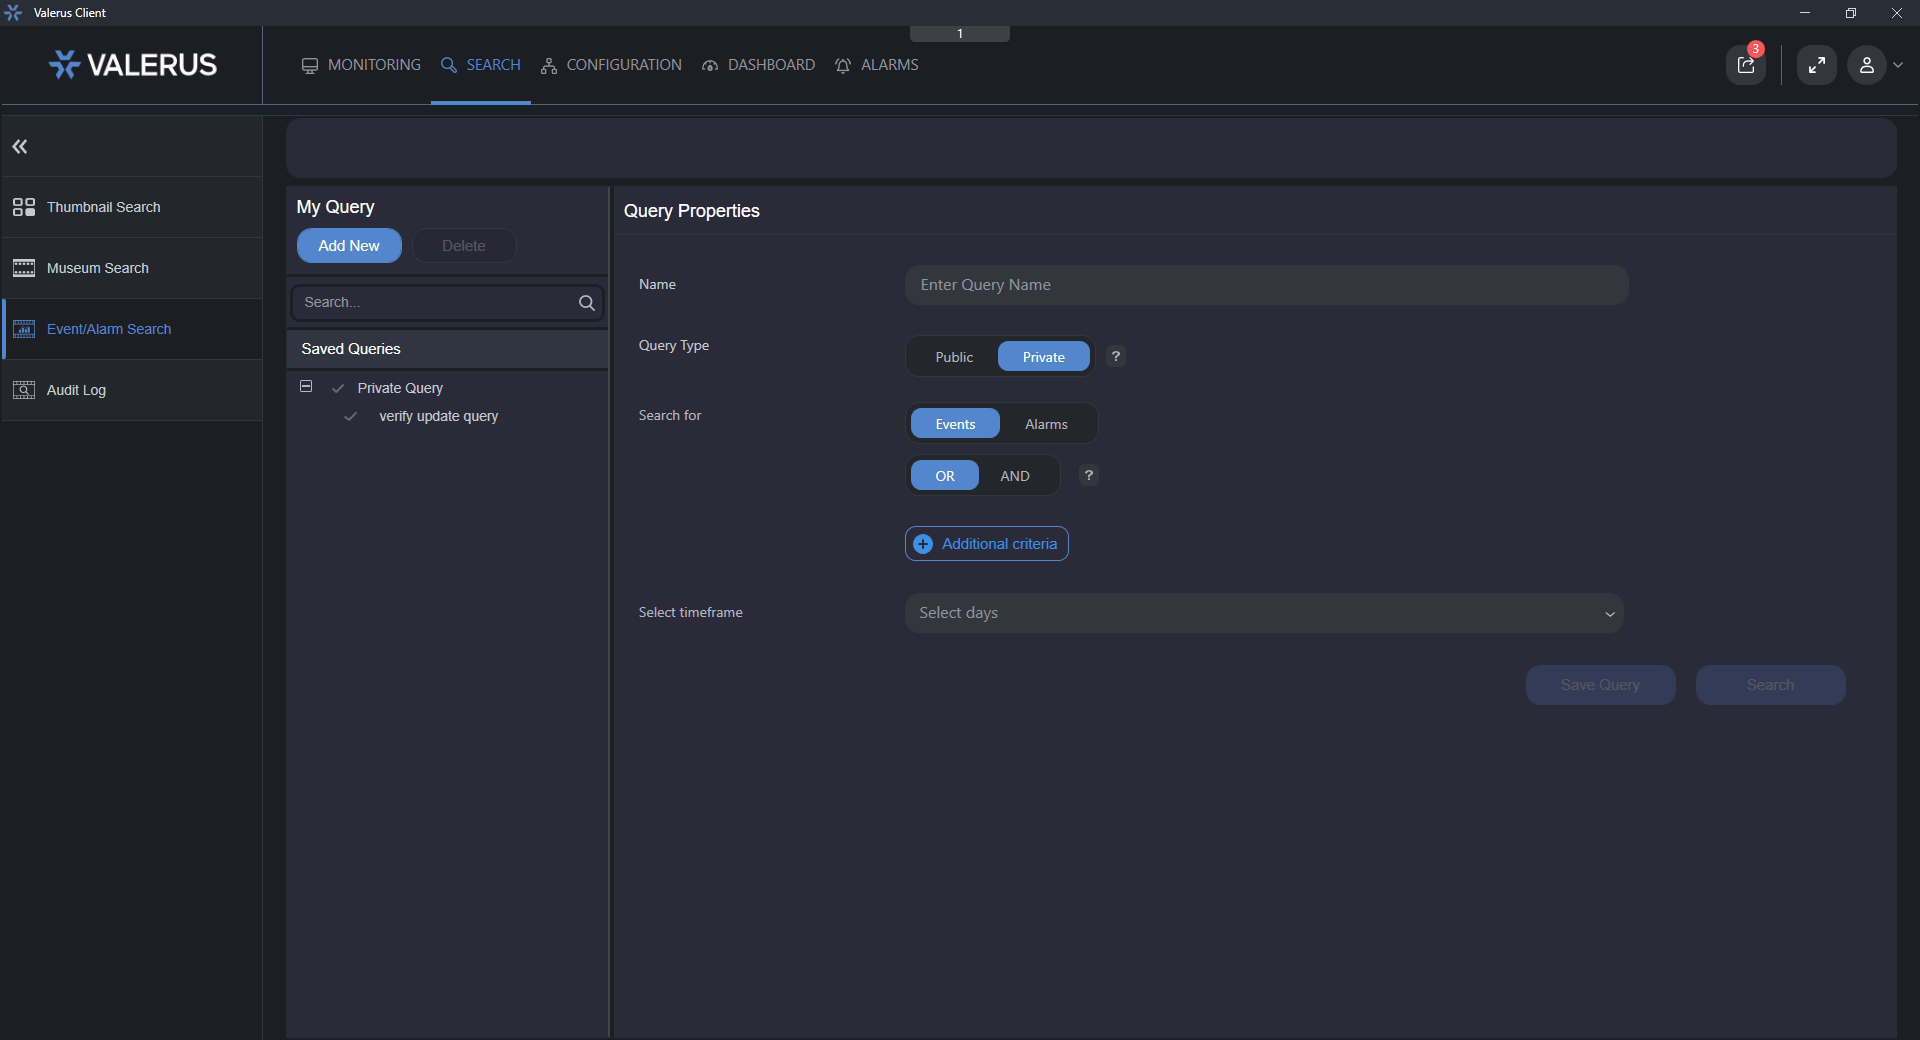 Valerus Client
1
VALERUS
MONITORING
SEARCH
CONFIGURATION
DASHBOARD
ALARMS
3
Thumbnail Search
Museum Search
Event/Alarm Search
Audit Log
My Query
Add New
Delete
Search...
Saved Queries
Private Query
verify update query
Query Properties
Name
Enter Query Name
Query Type
Public
Private
?
Search for
Events
Alarms
OR
AND
?
Additional criteria
Select timeframe
Select days
Save Query
Search